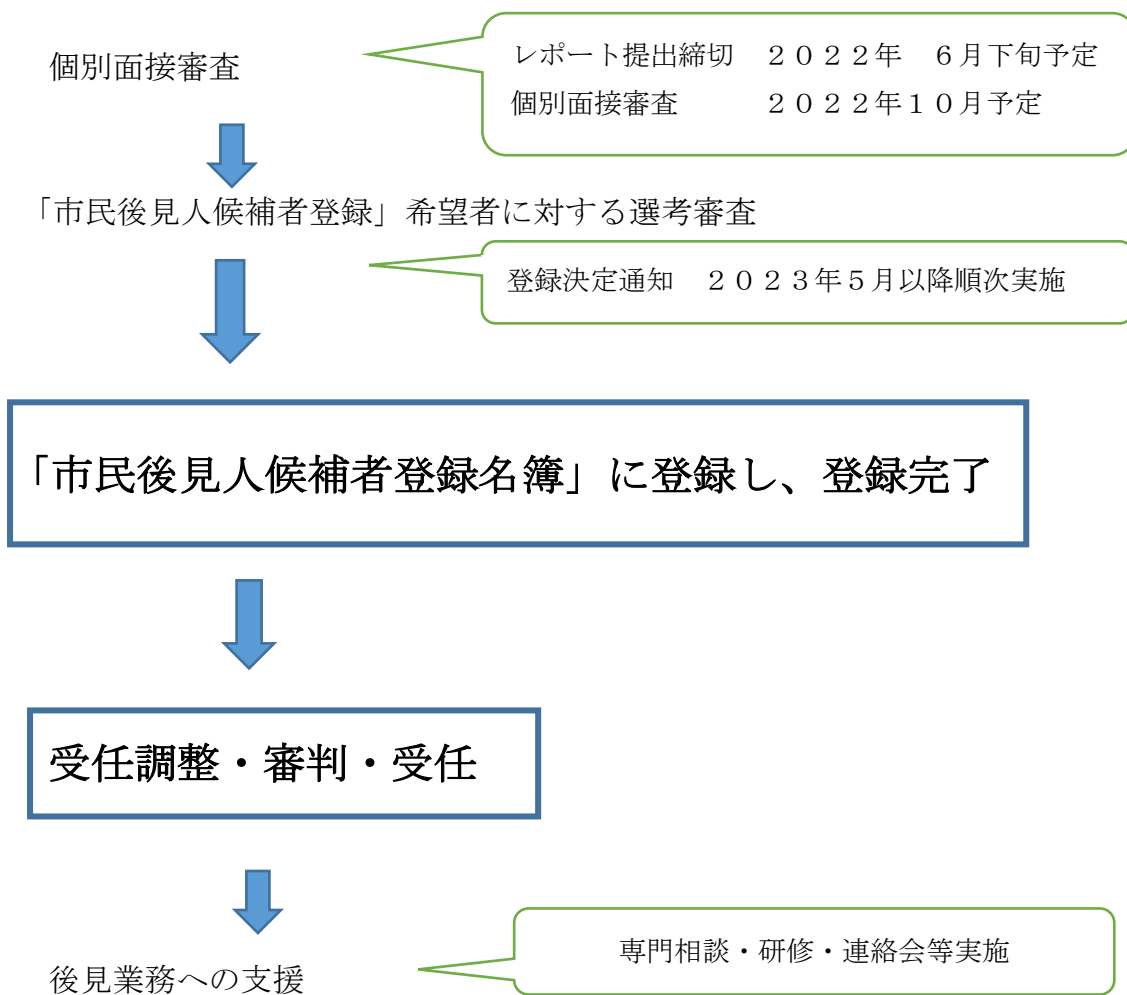 個別面接審査
レポート提出締切　２０２２年　６月下旬予定
個別面接審査　　　２０２２年１０月予定
「市民後見人候補者登録」希望者に対する選考審査
登録決定通知　２０２３年５月以降順次実施
「市民後見人候補者登録名簿」に登録し、登録完了
受任調整・審判・受任
専門相談・研修・連絡会等実施
後見業務への支援